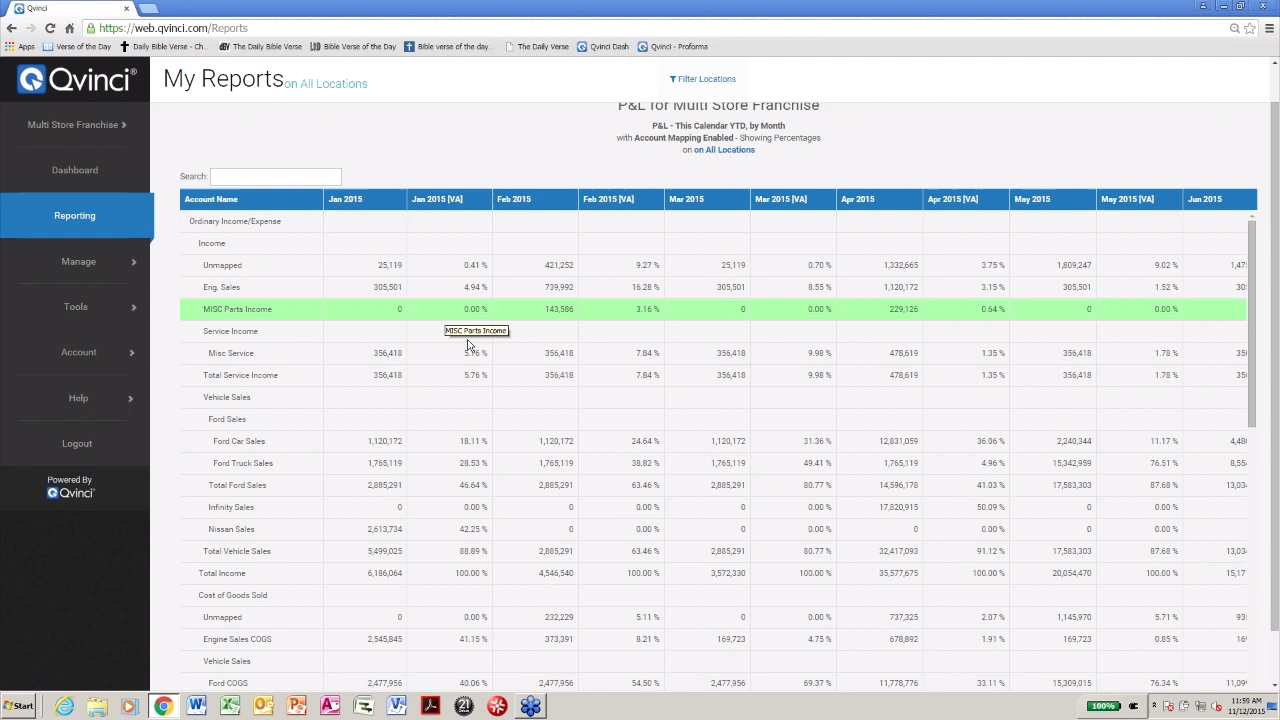 Qvinci
https://web.qvinci.com/Reports
Apps Verse of the Day Daily Bible Verse - Ch... The Daily Bible Verse Bible Verse of the Day Bible verse of the day... The Daily Verse Qvinci Dash Qvinci - Proforma
Qvinci®
My Reports on All Locations
Filter Locations
Multi Store Franchise
Dashboard
Reporting
Manage
Tools
Account
Help
Logout
Powered By
Qvinci
P&L for Multi Store Franchise
P&L - This Calendar YTD, by Month
with Account Mapping Enabled - Showing Percentages
on on All Locations
Search:
Account Name Jan 2015 Jan 2015 [VA] Feb 2015 Feb 2015 [VA] Mar 2015 Mar 2015 [VA] Apr 2015 Apr 2015 [VA] May 2015 May 2015 [VA] Jun 2015
Ordinary Income/Expense
Income
Unmapped 25,119 0.41 % 421,252 9.27 % 25,119 0.70 % 1,332,665 3.75 % 1,809,247 9.02 % 1,47
Eng. Sales 305,501 4.94 % 739,992 16.28 % 305,501 8.55 % 1,120,132 3.15 % 305,501 1.52 % 30
MISC Parts Income 0 0.00 % 143,586 3.16 % 0 0.00 % 229,126 0.64 % 0 0.00 %
Service Income
MISC Parts Income
Misc Service 356,418 5.76 % 356,418 7.84 % 356,418 9.98 % 478,619 1.35 % 356,418 1.78 % 35
Total Service Income 356,418 5.76 % 356,418 7.84 % 356,418 9.98 % 478,619 1.35 % 356,418 1.78 % 35
Vehicle Sales
Ford Sales
Ford Car Sales 1,120,172 18.11 % 1,120,172 24.64 % 1,120,172 31.36 % 12,831,059 36.06 % 2,240,344 11.17 % 4,48
Ford Truck Sales 1,765,119 28.53 % 1,765,119 38.82 % 1,765,119 49.41 % 1,765,119 4.96 % 15,342,959 76.51 % 8,55
Total Ford Sales 2,885,291 46.64 % 2,885,291 63.46 % 2,885,291 80.77 % 14,596,178 41.03 % 17,583,303 87.68 % 13,03
Infinity Sales 0 0.00 % 0 0.00 % 0 0.00 % 17,820,915 50.09 % 0 0.00 %
Nissan Sales 2,613,734 42.25 % 0 0.00 % 0 0.00 % 0 0.00 % 0 0.00 %
Total Vehicle Sales 5,499,025 88.89 % 2,885,291 63.46 % 2,885,291 80.77 % 32,417,093 91.12 % 17,583,303 87.68 % 13,03
Total Income 6,186,064 100.00 % 4,546,540 100.00 % 3,572,330 100.00 % 35,577,675 100.00 % 20,054,470 100.00 % 15,17
Cost of Goods Sold
Unmapped 0 0.00 % 232,229 5.11 % 0 0.00 % 737,325 2.07 % 1,145,970 5.71 % 93
Engine Sales COGS 2,545,845 41.15 % 373,391 8.21 % 169,723 4.75 % 678,892 1.91 % 169,723 0.85 % 16
Vehicle Sales
Ford COGS 2,477,956 40.06 % 2,477,956 54.50 % 2,477,956 69.37 % 11,778,776 33.11 % 15,309,015 76.34 % 11,09
Start
100%
11:59 AM
11/12/2015